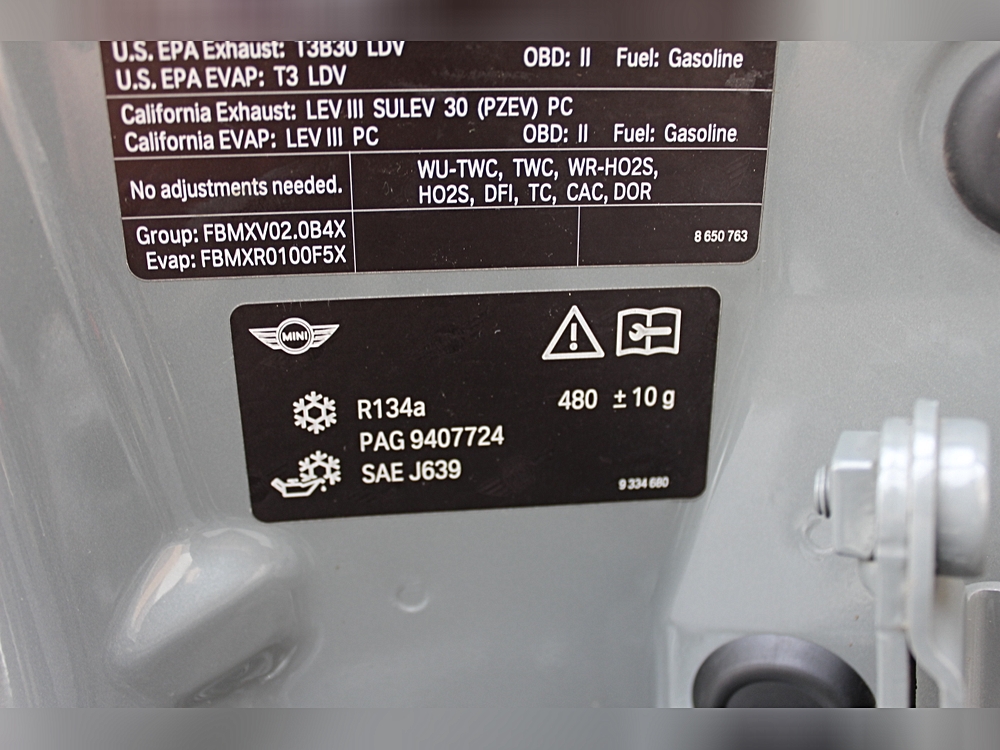 U.S. EPA Exhaust: T3B30 LDV
U.S. EPA EVAP: T3 LDV
OBD: II Fuel: Gasoline
California Exhaust: LEV III SULEV 30 (PZEV) PC
California EVAP: LEV III PC
OBD: II Fuel: Gasoline
No adjustments needed.
WU-TWC, TWC, WR-HO2S,
HO2S, DFI, TC, CAC, DOR
Group: FBMXV02.0B4X
Evap: FBMXR0100F5X
8 650 763
MINI
R134a
480 ±10 g
PAG 9407724
SAE J639
9 334 680